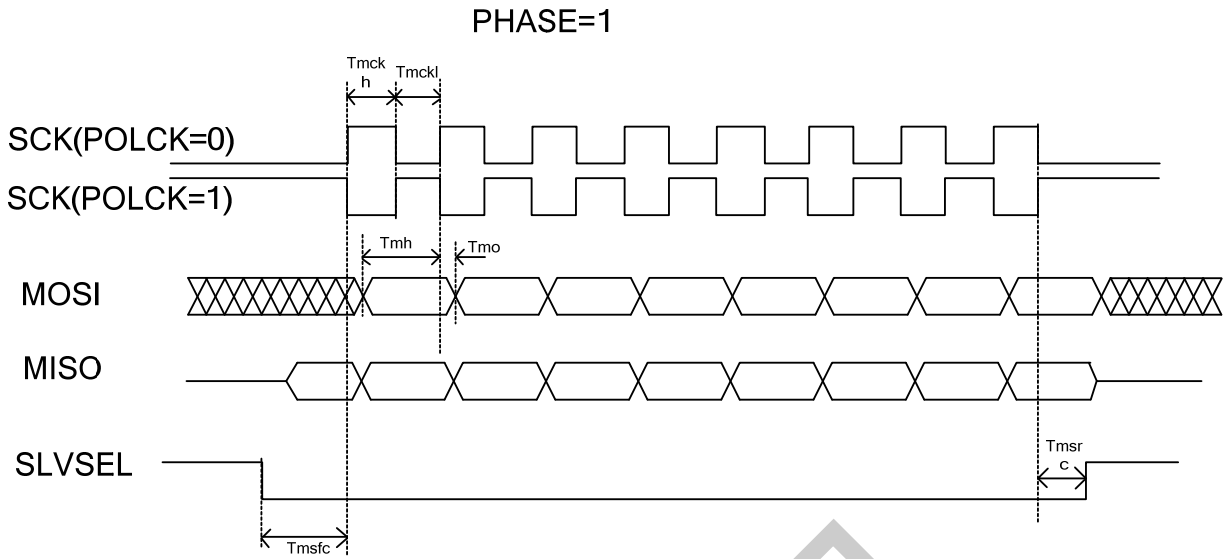 PHASE=1
Tmck
h
Tmckl
SCK(POLCK=0)
SCK(POLCK=1)
Tmh
Tmo
MOSI
MISO
SLVSEL
Tmsr
c
Tmsfc